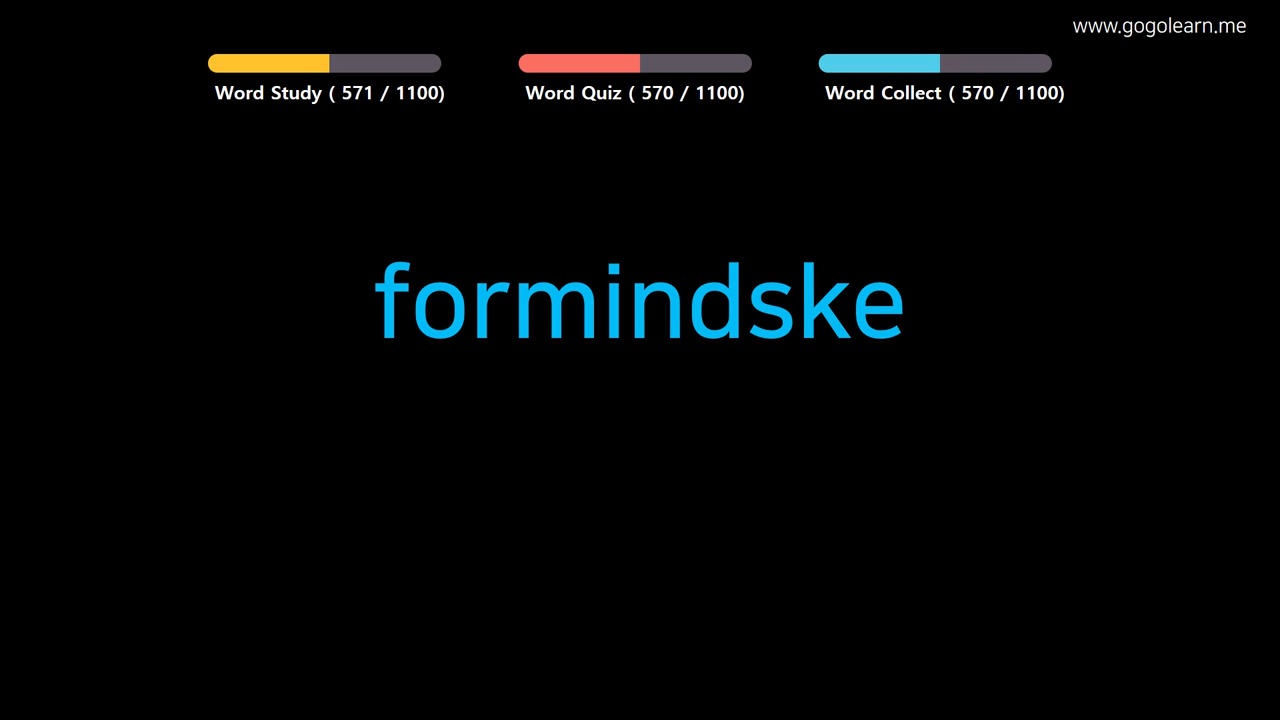 www.gogolearn.me
Word Study ( 571 / 1100)
Word Quiz ( 570 / 1100)
Word Collect ( 570 / 1100)
formindske